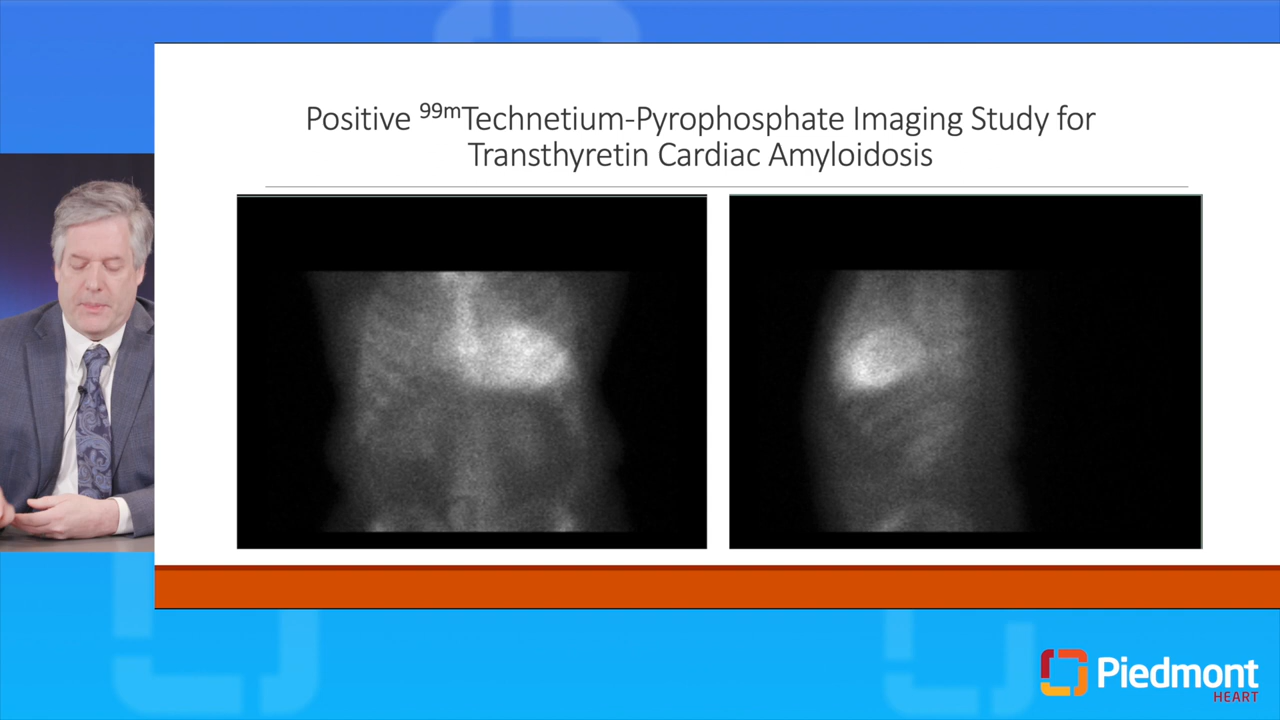 Positive ⁹⁹ᵐTechnetium-Pyrophosphate Imaging Study for
Transthyretin Cardiac Amyloidosis
Piedmont
HEART